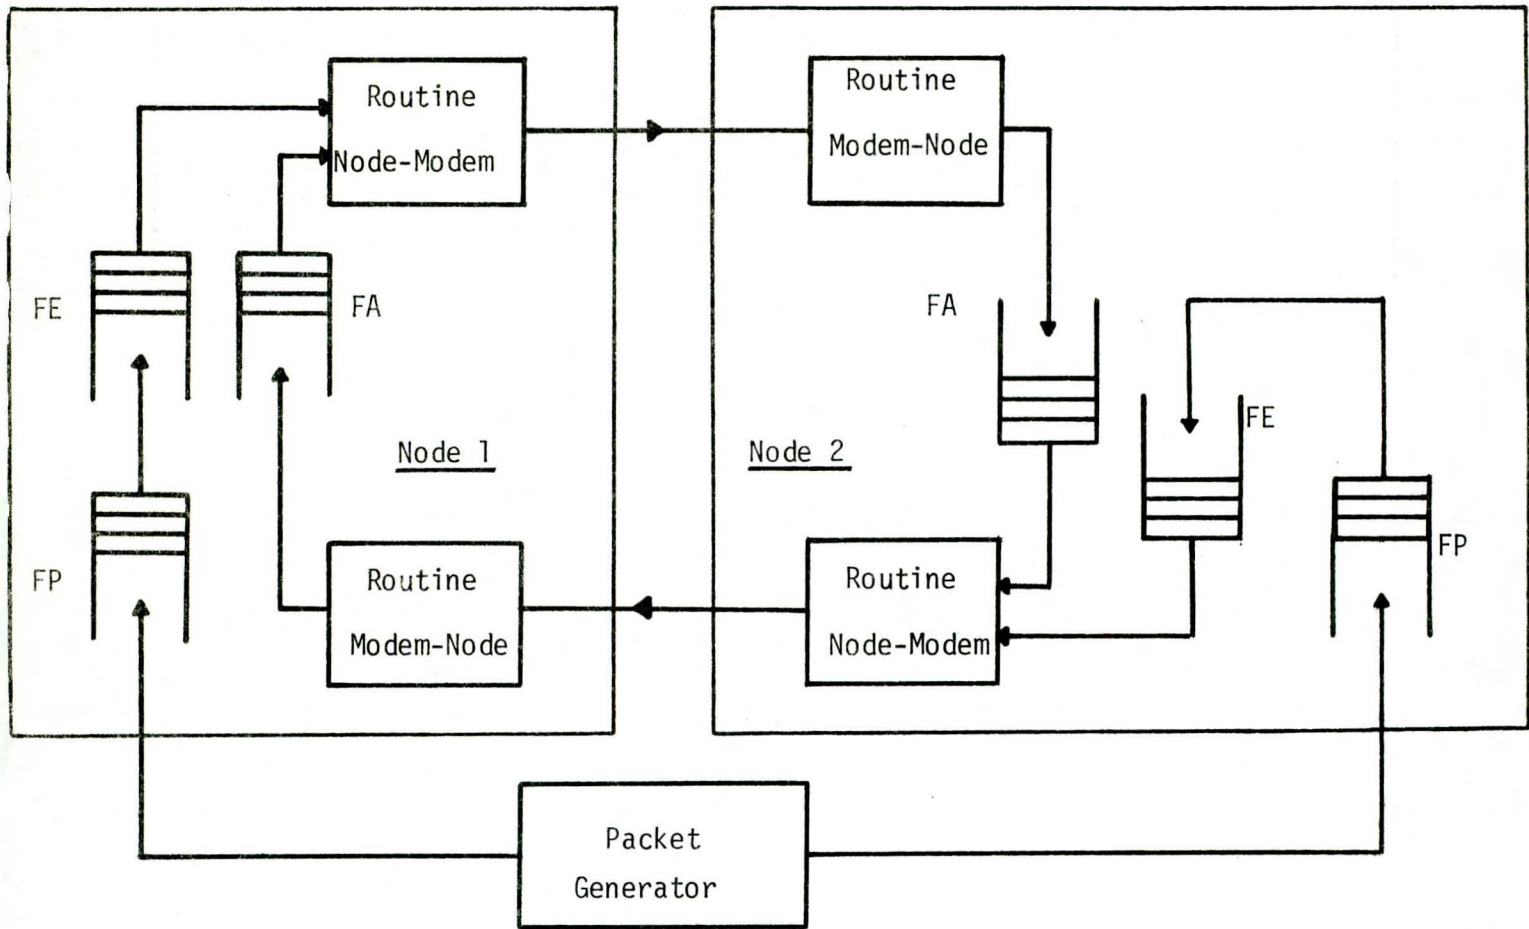 Routine
Node-Modem
Routine
Modem-Node
FE
FA
FA
FE
Node 1
Node 2
FP
Routine
Modem-Node
Routine
Node-Modem
FP
Packet
Generator